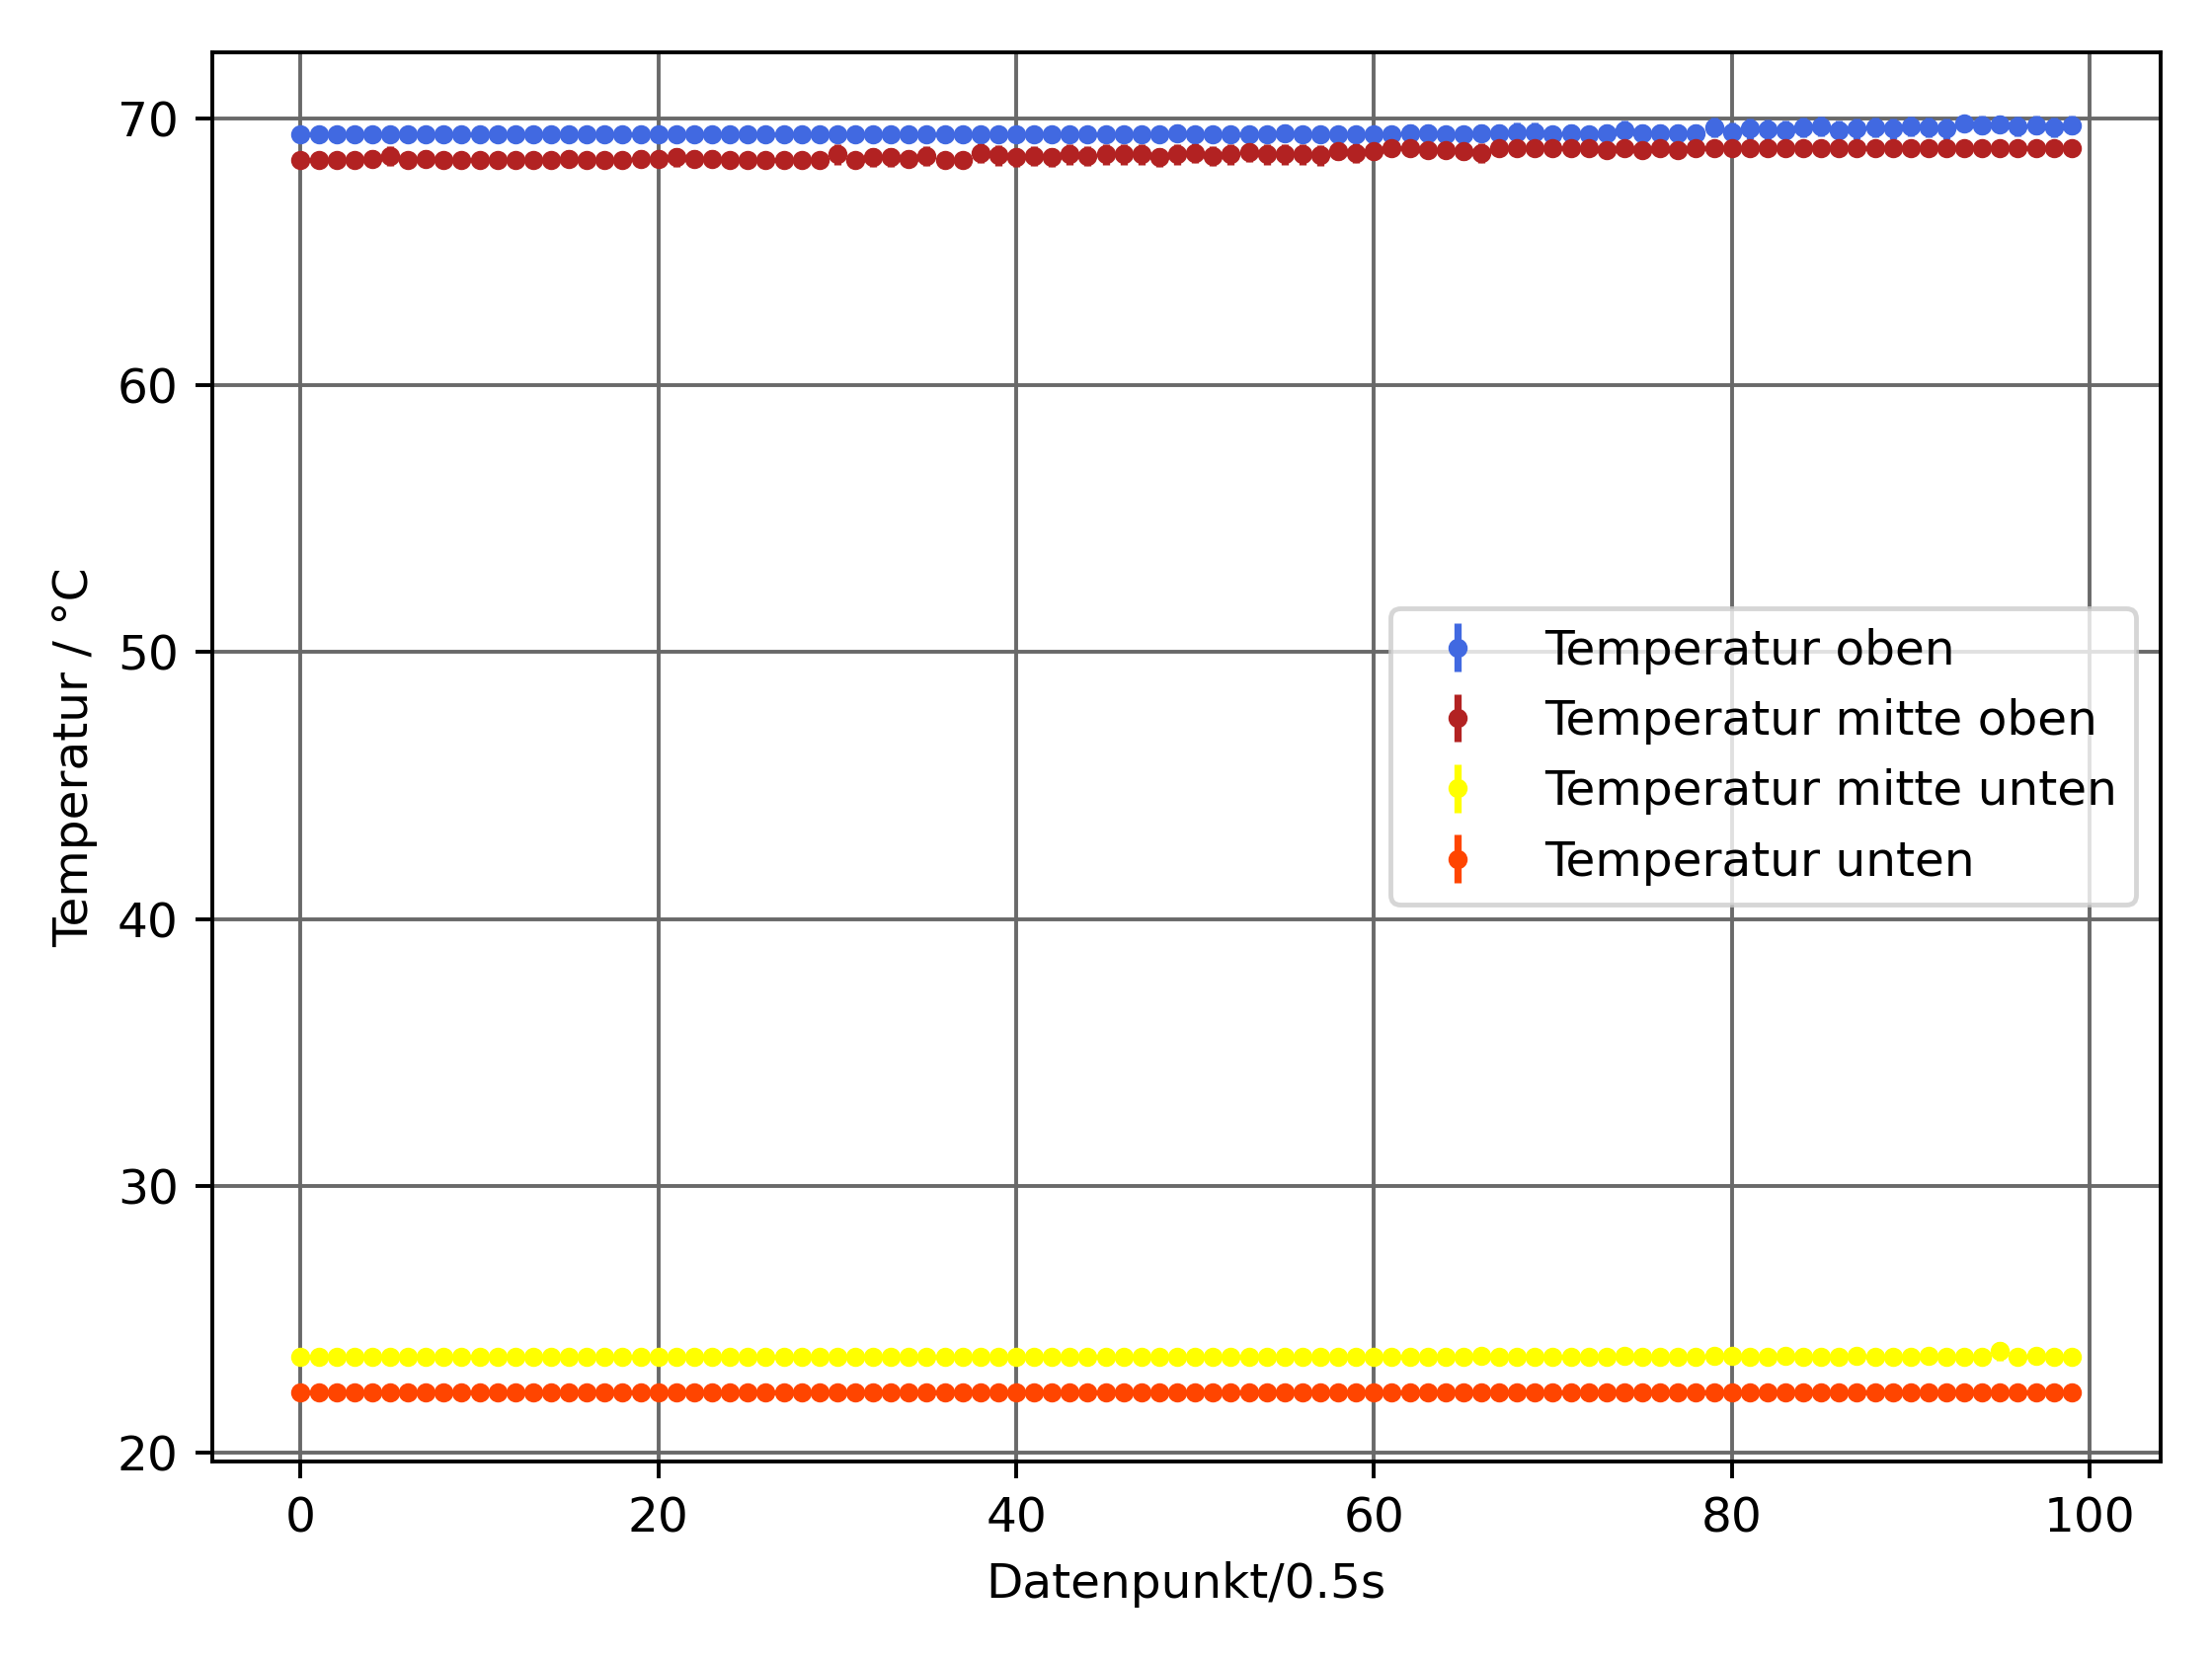 70
60
50
40
30
20
Temperatur / °C
Temperatur oben
Temperatur mitte oben
Temperatur mitte unten
Temperatur unten
0 20 40 60 80 100
Datenpunkt/0.5s